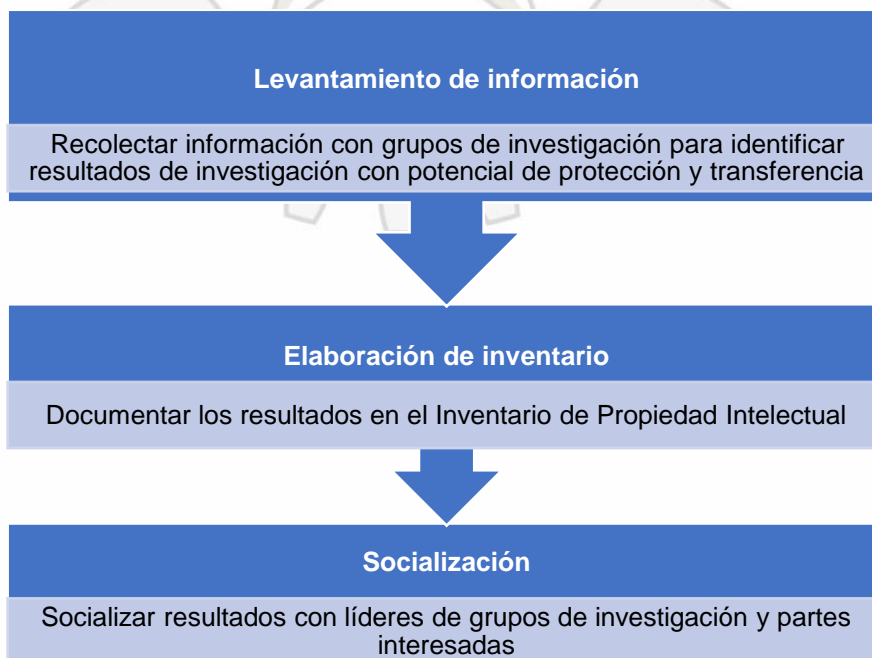 Levantamiento de información
Recolectar información con grupos de investigación para identificar
resultados de investigación con potencial de protección y transferencia
Elaboración de inventario
Documentar los resultados en el Inventario de Propiedad Intelectual
Socialización
Socializar resultados con líderes de grupos de investigación y partes
interesadas